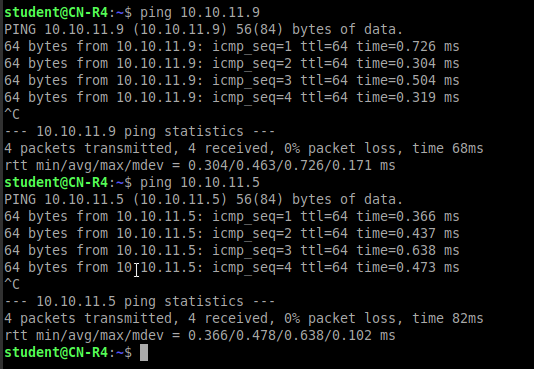 student@CN-R4:~$ ping 10.10.11.9
PING 10.10.11.9 (10.10.11.9) 56(84) bytes of data.
64 bytes from 10.10.11.9: icmp_seq=1 ttl=64 time=0.726 ms
64 bytes from 10.10.11.9: icmp_seq=2 ttl=64 time=0.304 ms
64 bytes from 10.10.11.9: icmp_seq=3 ttl=64 time=0.504 ms
64 bytes from 10.10.11.9: icmp_seq=4 ttl=64 time=0.319 ms
^C
--- 10.10.11.9 ping statistics ---
4 packets transmitted, 4 received, 0% packet loss, time 68ms
rtt min/avg/max/mdev = 0.304/0.463/0.726/0.171 ms
student@CN-R4:~$ ping 10.10.11.5
PING 10.10.11.5 (10.10.11.5) 56(84) bytes of data.
64 bytes from 10.10.11.5: icmp_seq=1 ttl=64 time=0.366 ms
64 bytes from 10.10.11.5: icmp_seq=2 ttl=64 time=0.437 ms
64 bytes from 10.10.11.5: icmp_seq=3 ttl=64 time=0.638 ms
64 bytes from 10.10.11.5: icmp_seq=4 ttl=64 time=0.473 ms
^C
--- 10.10.11.5 ping statistics ---
4 packets transmitted, 4 received, 0% packet loss, time 82ms
rtt min/avg/max/mdev = 0.366/0.478/0.638/0.102 ms
student@CN-R4:~$